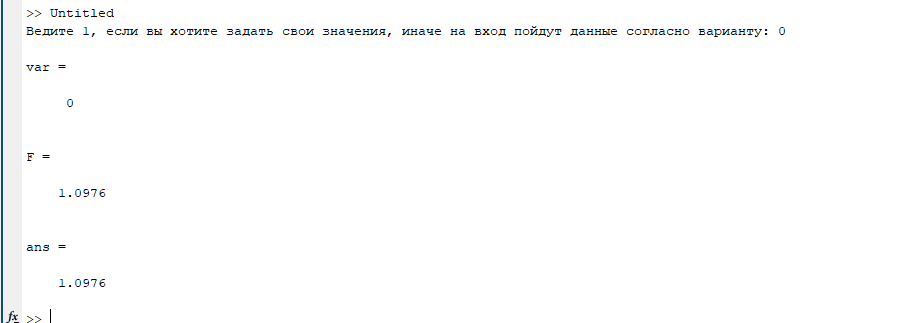 >> Untitled
Ведите 1, если вы хотите задать свои значения, иначе на вход пойдут данные согласно варианту: 0
var =
0
F =
1.0976
ans =
1.0976
fx >>